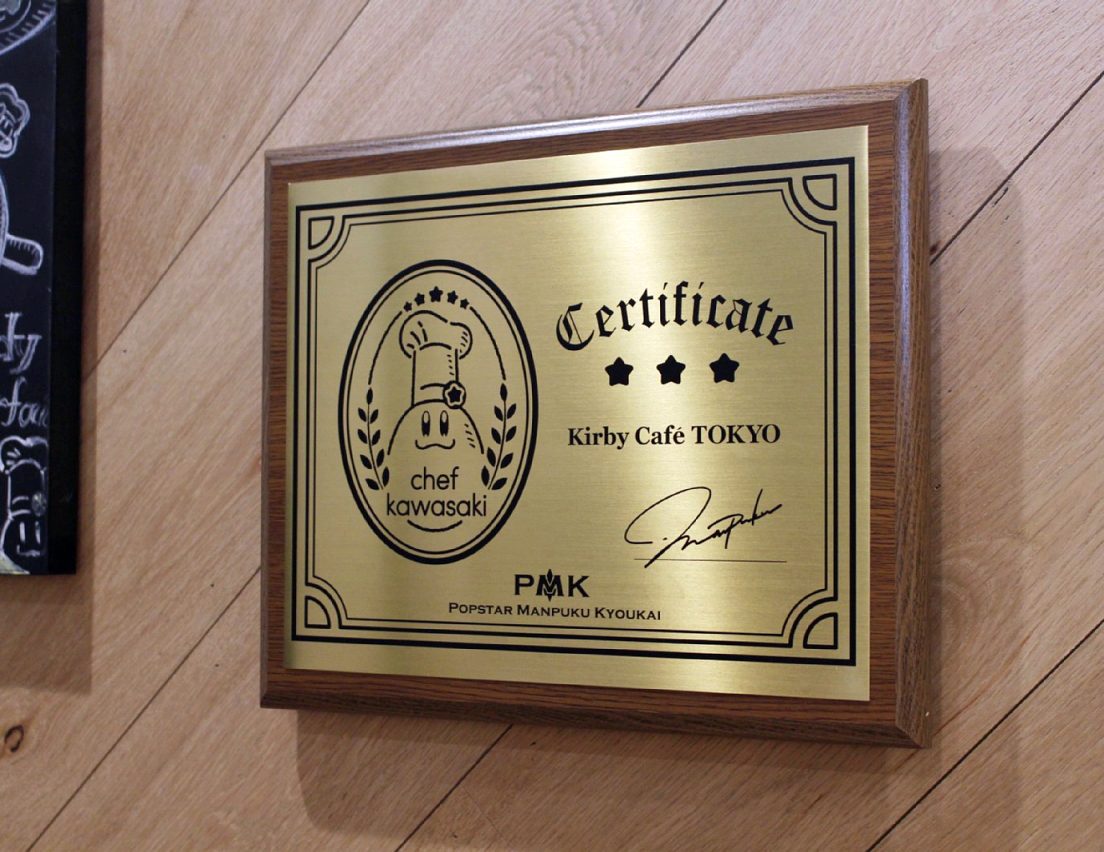 chef
kawasaki
Certificate
Kirby Café TOKYO
PMK
POPSTAR MANPUKU KYOUKAI